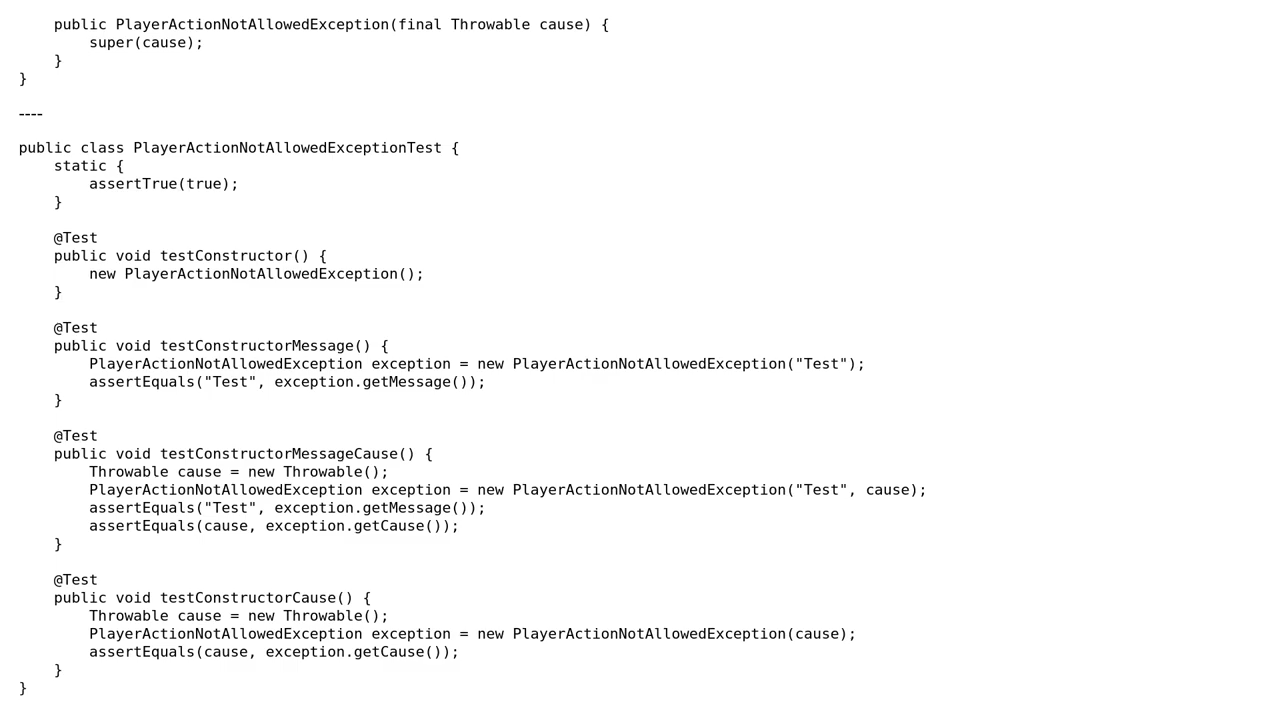 public PlayerActionNotAllowedException(final Throwable cause) {
        super(cause);
    }
}

----

public class PlayerActionNotAllowedExceptionTest {
    static {
        assertTrue(true);
    }

    @Test
    public void testConstructor() {
        new PlayerActionNotAllowedException();
    }

    @Test
    public void testConstructorMessage() {
        PlayerActionNotAllowedException exception = new PlayerActionNotAllowedException("Test");
        assertEquals("Test", exception.getMessage());
    }

    @Test
    public void testConstructorMessageCause() {
        Throwable cause = new Throwable();
        PlayerActionNotAllowedException exception = new PlayerActionNotAllowedException("Test", cause);
        assertEquals("Test", exception.getMessage());
        assertEquals(cause, exception.getCause());
    }

    @Test
    public void testConstructorCause() {
        Throwable cause = new Throwable();
        PlayerActionNotAllowedException exception = new PlayerActionNotAllowedException(cause);
        assertEquals(cause, exception.getCause());
    }
}